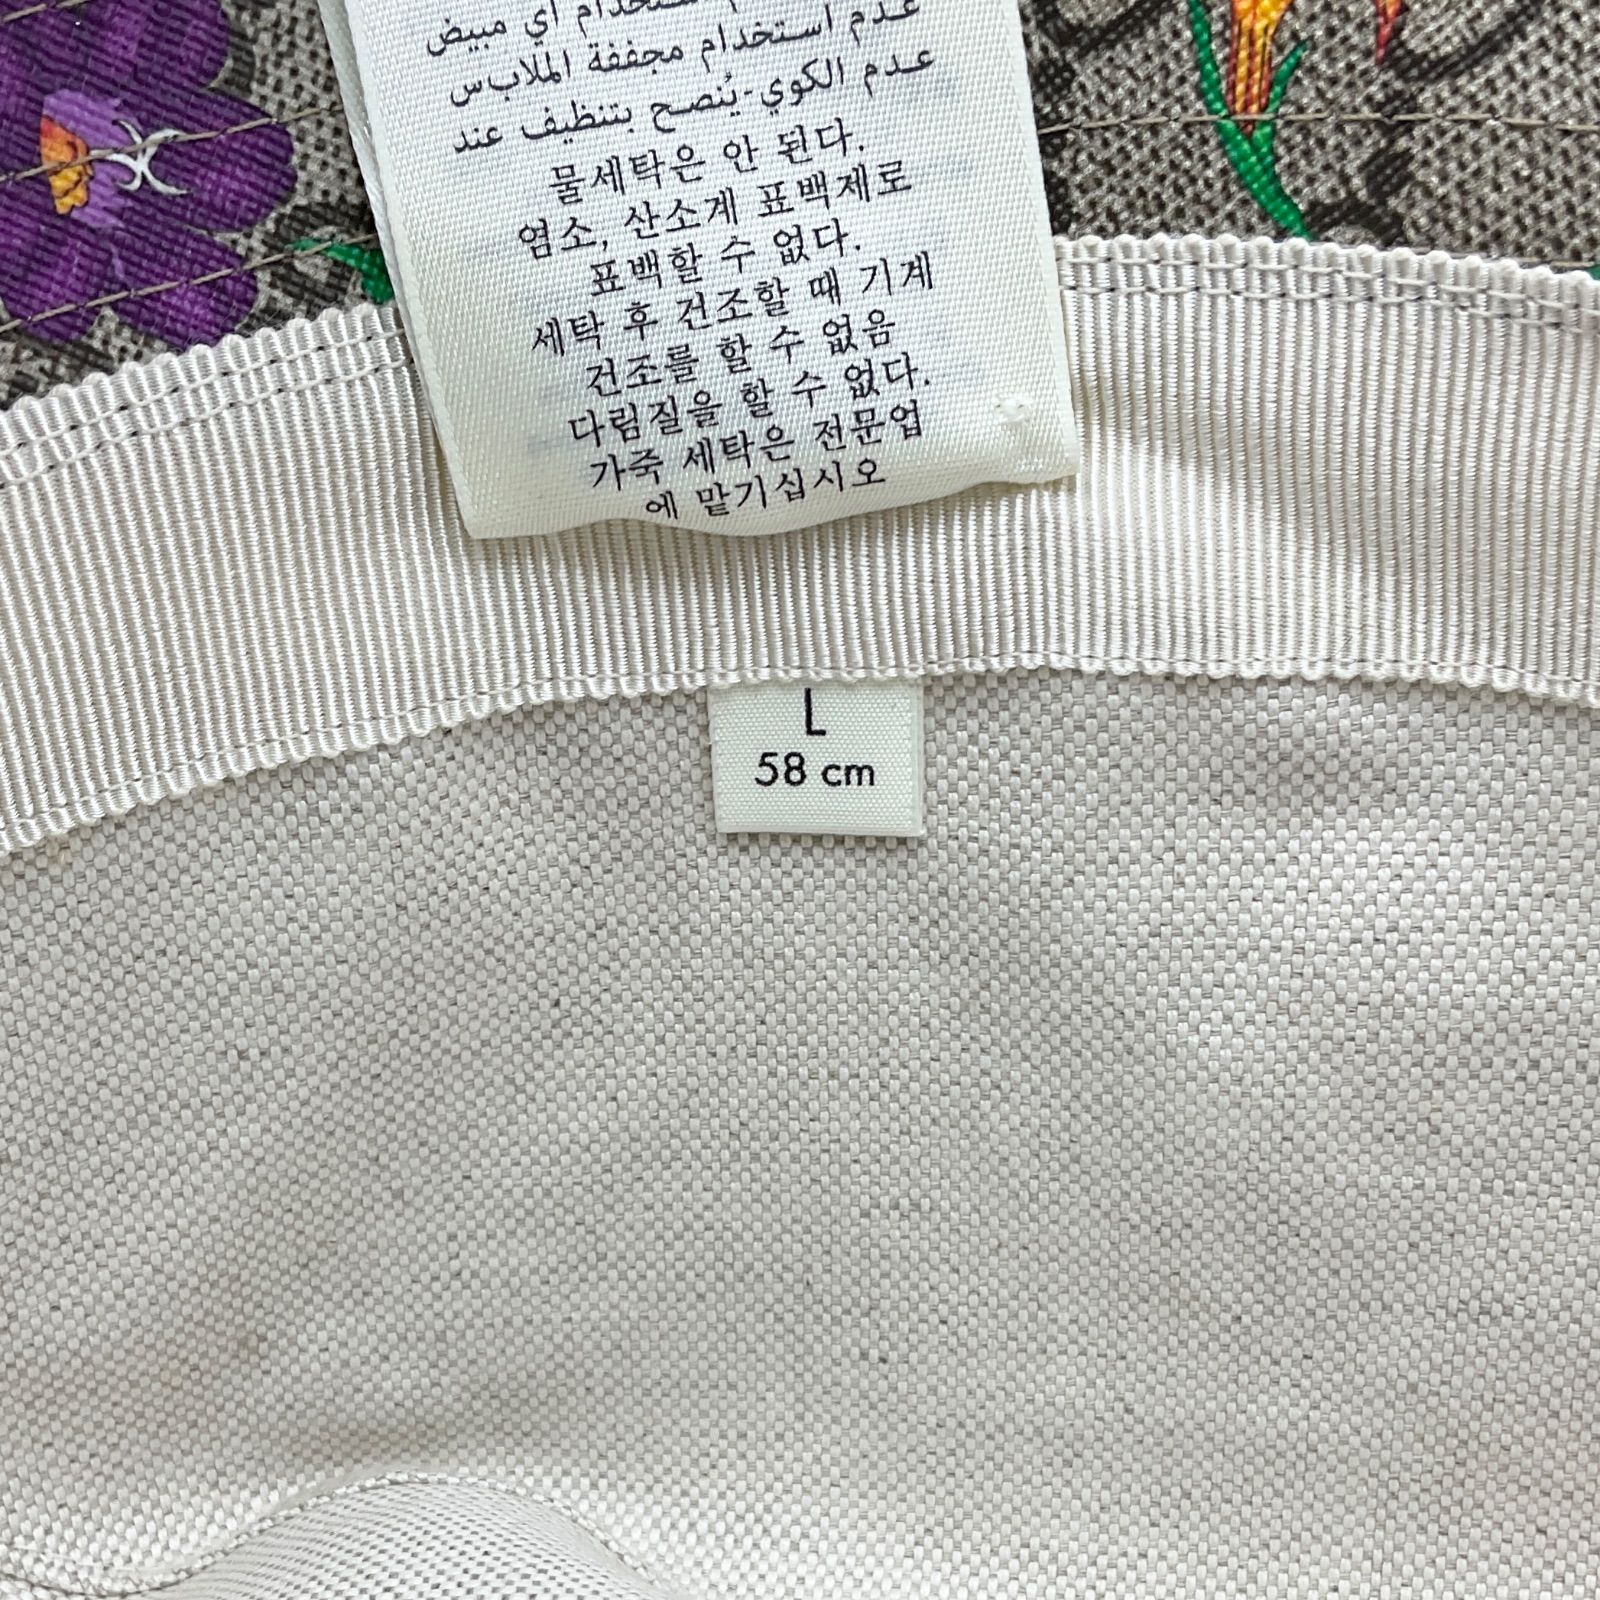 استخدام أي مبيض
عدم استخدام مجففة الملابس
عدم الكوي-يُنصح بتنظيف عند
물세탁은 안 된다.
염소, 산소계 표백제로
표백할 수 없다.
세탁 후 건조할 때 기계
건조를 할 수 없음
다림질을 할 수 없다.
가죽 세탁은 전문업
에 맡기십시오
L
58 cm